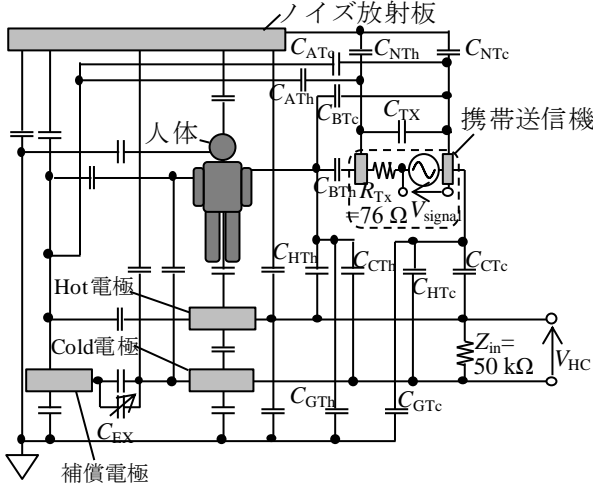 ノイズ放射板
C_ATc
C_NTh
C_NTc
C_ATh
C_BTc
C_TX
人体
携帯送信機
C_BTh
R_Tx
=76 Ω
V_signal
C_HTh
C_CTh
C_HTc
C_CTc
Hot電極
Cold電極
Z_in=
50 kΩ
V_HC
C_GTh
C_GTc
C_EX
補償電極